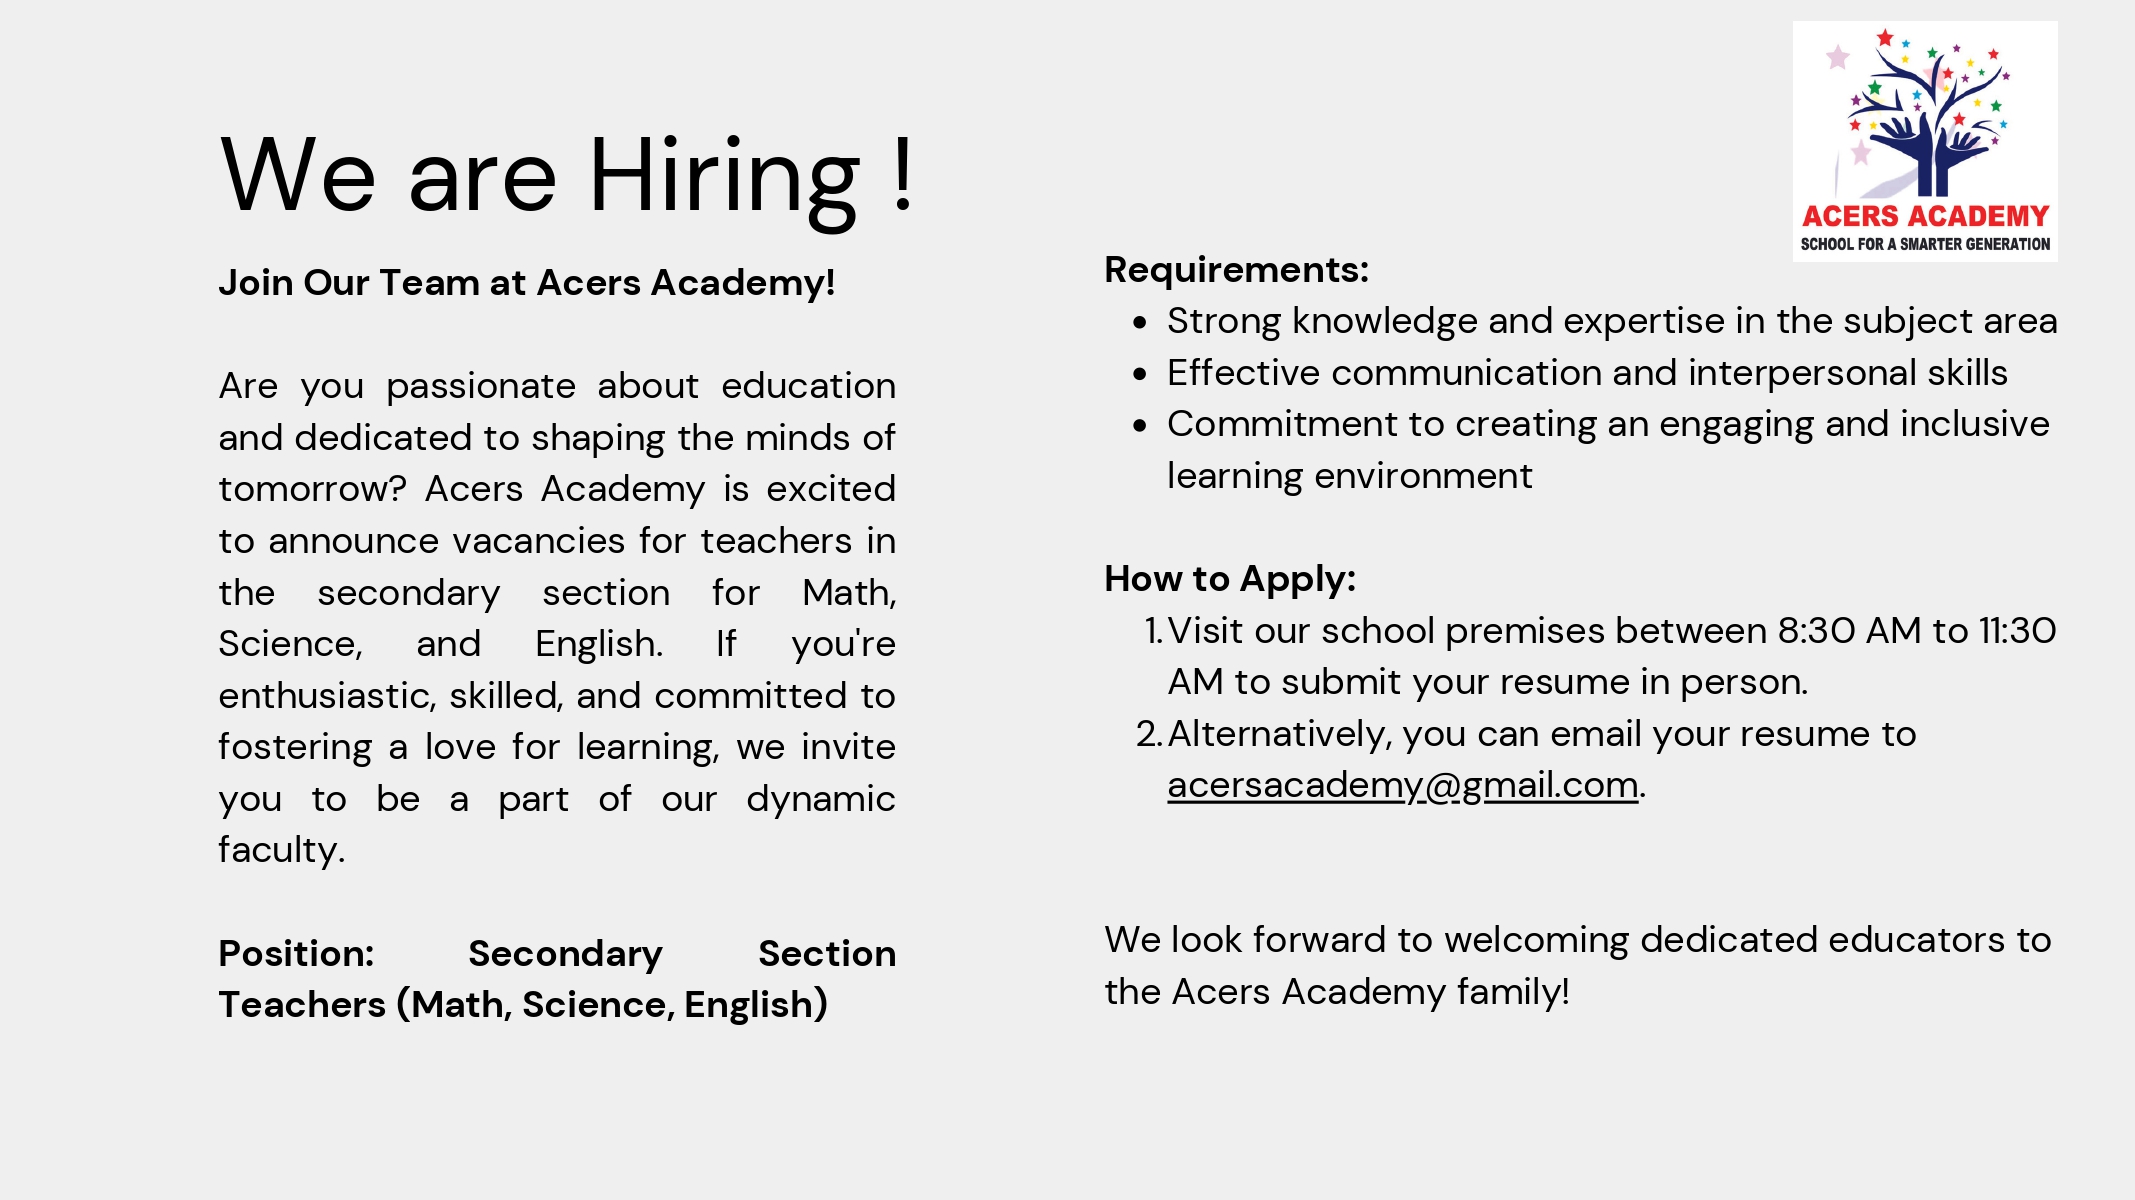 We are Hiring !
Join Our Team at Acers Academy!
Are you passionate about education
and dedicated to shaping the minds of
tomorrow? Acers Academy is excited
to announce vacancies for teachers in
the secondary section for Math,
Science, and English. If you're
enthusiastic, skilled, and committed to
fostering a love for learning, we invite
you to be a part of our dynamic
faculty.
Position: Secondary Section
Teachers (Math, Science, English)
ACERS ACADEMY
SCHOOL FOR A SMARTER GENERATION
Requirements:
• Strong knowledge and expertise in the subject area
• Effective communication and interpersonal skills
• Commitment to creating an engaging and inclusive
learning environment
How to Apply:
1. Visit our school premises between 8:30 AM to 11:30
AM to submit your resume in person.
2. Alternatively, you can email your resume to
acersacademy@gmail.com.
We look forward to welcoming dedicated educators to
the Acers Academy family!